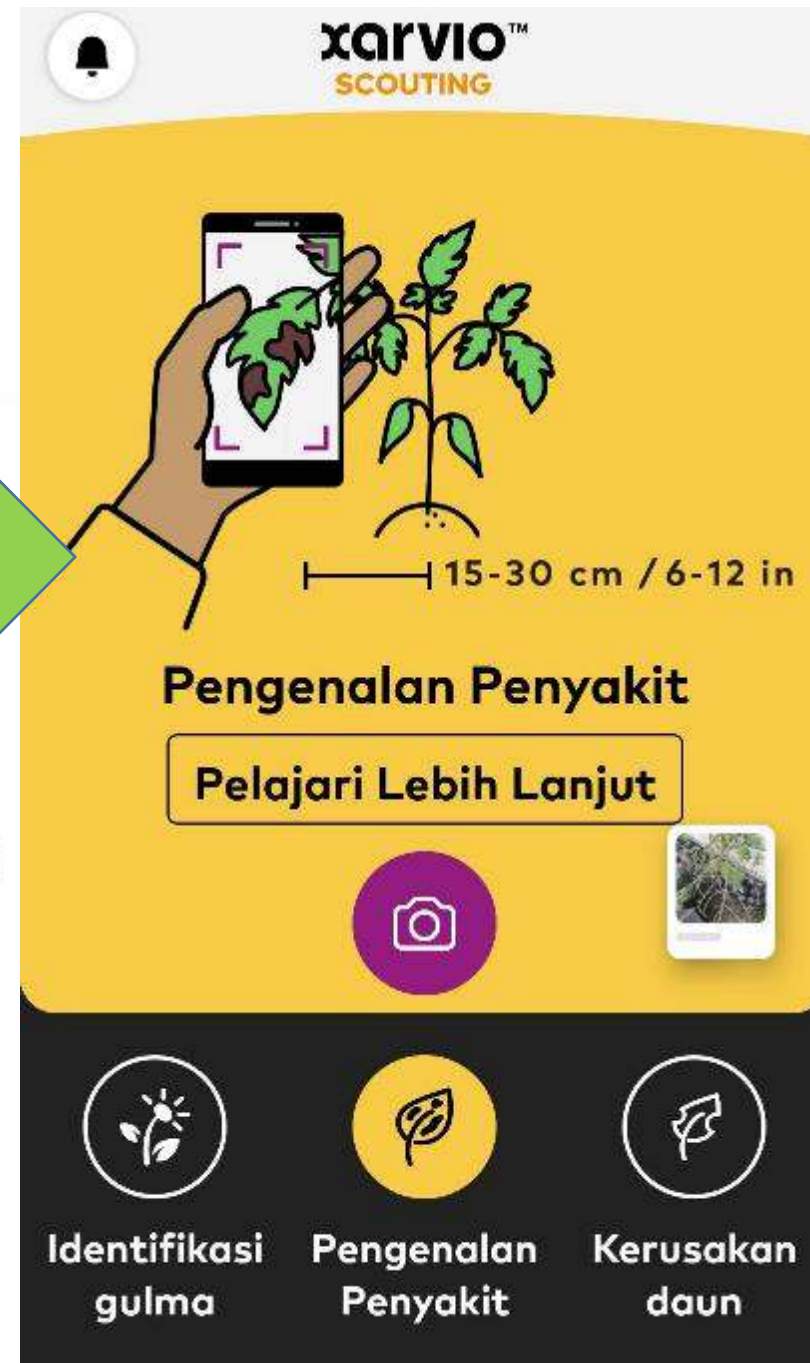 xarvio™
SCOUTING
15-30 cm / 6-12 in
Pengenalan Penyakit
Pelajari Lebih Lanjut
Identifikasi gulma
Pengenalan Penyakit
Kerusakan daun